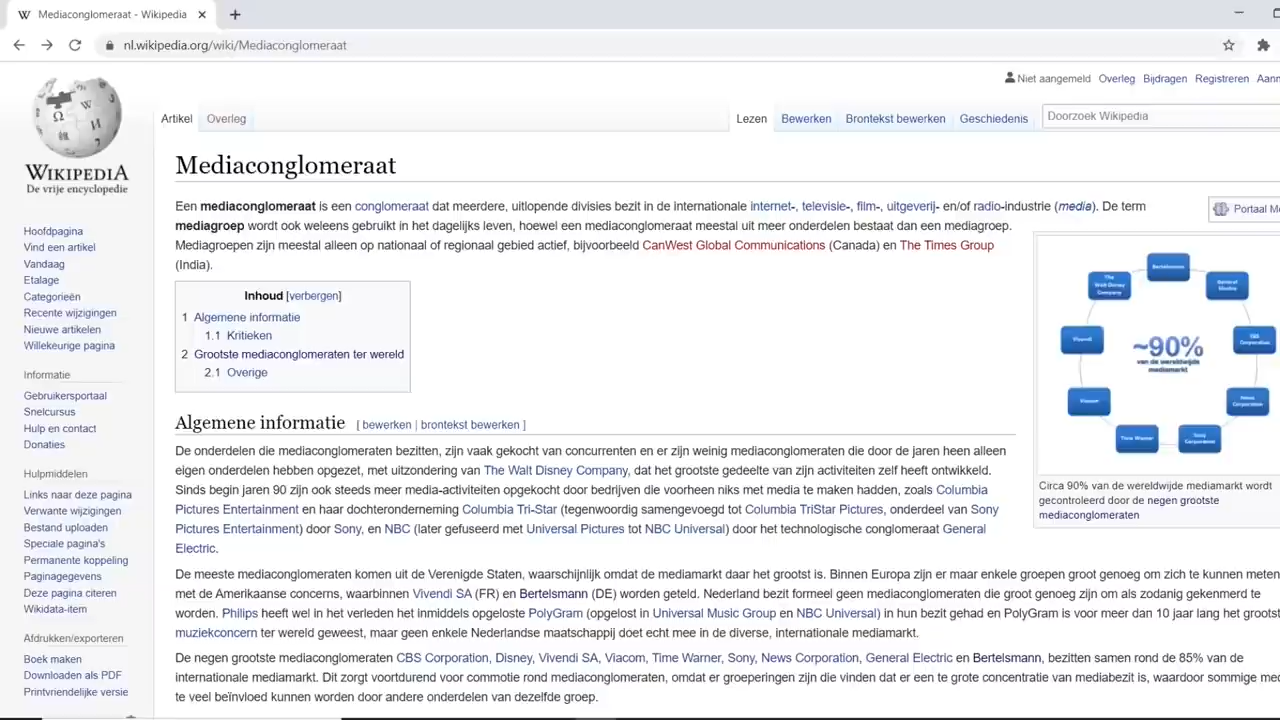 Mediaconglomeraat - Wikipedia
nl.wikipedia.org/wiki/Mediaconglomeraat
Niet aangemeld Overleg Bijdragen Registreren
Artikel Overleg Lezen Bewerken Brontekst bewerken Geschiedenis Doorzoek Wikipedia
WIKIPEDIA
De vrije encyclopedie
Hoofdpagina
Vind een artikel
Vandaag
Etalage
Categorieën
Recente wijzigingen
Nieuwe artikelen
Willekeurige pagina
Informatie
Gebruikersportaal
Snelcursus
Hulp en contact
Donaties
Hulpmiddelen
Links naar deze pagina
Verwante wijzigingen
Bestand uploaden
Speciale pagina's
Permanente koppeling
Paginagegevens
Deze pagina citeren
Wikidata-item
Afdrukken/exporteren
Boek maken
Downloaden als PDF
Printvriendelijke versie
Mediaconglomeraat
Een mediaconglomeraat is een conglomeraat dat meerdere, uitlopende divisies bezit in de internationale internet-, televisie-, film-, uitgeverij- en/of radio-industrie (media). De term
mediagroep wordt ook weleens gebruikt in het dagelijks leven, hoewel een mediaconglomeraat meestal uit meer onderdelen bestaat dan een mediagroep.
Mediagroepen zijn meestal alleen op nationaal of regionaal gebied actief, bijvoorbeeld CanWest Global Communications (Canada) en The Times Group
(India).
Inhoud [verbergen]
1 Algemene informatie
1.1 Kritieken
2 Grootste mediaconglomeraten ter wereld
2.1 Overige
Algemene informatie [ bewerken | brontekst bewerken ]
De onderdelen die mediaconglomeraten bezitten, zijn vaak gekocht van concurrenten en er zijn weinig mediaconglomeraten die door de jaren heen alleen
eigen onderdelen hebben opgezet, met uitzondering van The Walt Disney Company, dat het grootste gedeelte van zijn activiteiten zelf heeft ontwikkeld.
Sinds begin jaren 90 zijn ook steeds meer media-activiteiten opgekocht door bedrijven die voorheen niks met media te maken hadden, zoals Columbia
Pictures Entertainment en haar dochteronderneming Columbia Tri-Star (tegenwoordig samengevoegd tot Columbia TriStar Pictures, onderdeel van Sony
Pictures Entertainment) door Sony, en NBC (later gefuseerd met Universal Pictures tot NBC Universal) door het technologische conglomeraat General
Electric.
De meeste mediaconglomeraten komen uit de Verenigde Staten, waarschijnlijk omdat de mediamarkt daar het grootst is. Binnen Europa zijn er maar enkele groepen groot genoeg om zich te kunnen meten
met de Amerikaanse concerns, waarbinnen Vivendi SA (FR) en Bertelsmann (DE) worden geteld. Nederland bezit formeel geen mediaconglomeraten die groot genoeg zijn om als zodanig gekenmerkt te
worden. Philips heeft wel in het verleden het inmiddels opgeloste PolyGram (opgelost in Universal Music Group en NBC Universal) in hun bezit gehad en PolyGram is voor meer dan 10 jaar lang het
muziekconcern ter wereld geweest, maar geen enkele Nederlandse maatschappij doet echt mee in de diverse, internationale mediamarkt.
De negen grootste mediaconglomeraten CBS Corporation, Disney, Vivendi SA, Viacom, Time Warner, Sony, News Corporation, General Electric en Bertelsmann, bezitten samen rond de 85% van de
internationale mediamarkt. Dit zorgt voortdurend voor commotie rond mediaconglomeraten, omdat er groeperingen zijn die vinden dat er een te grote concentratie van mediabezit is, waardoor sommige
te veel beïnvloed kunnen worden door andere onderdelen van dezelfde groep.
Portaal
Bertelsmann
The
Walt Disney
Company
General
Electric
Vivendi
CBS
Corporation
Viacom
News
Corporation
Time Warner
Sony
Corporation
~90%
van de wereldwijde
mediamarkt
Circa 90% van de wereldwijde mediamarkt wordt
gecontroleerd door de negen grootste
mediaconglomeraten